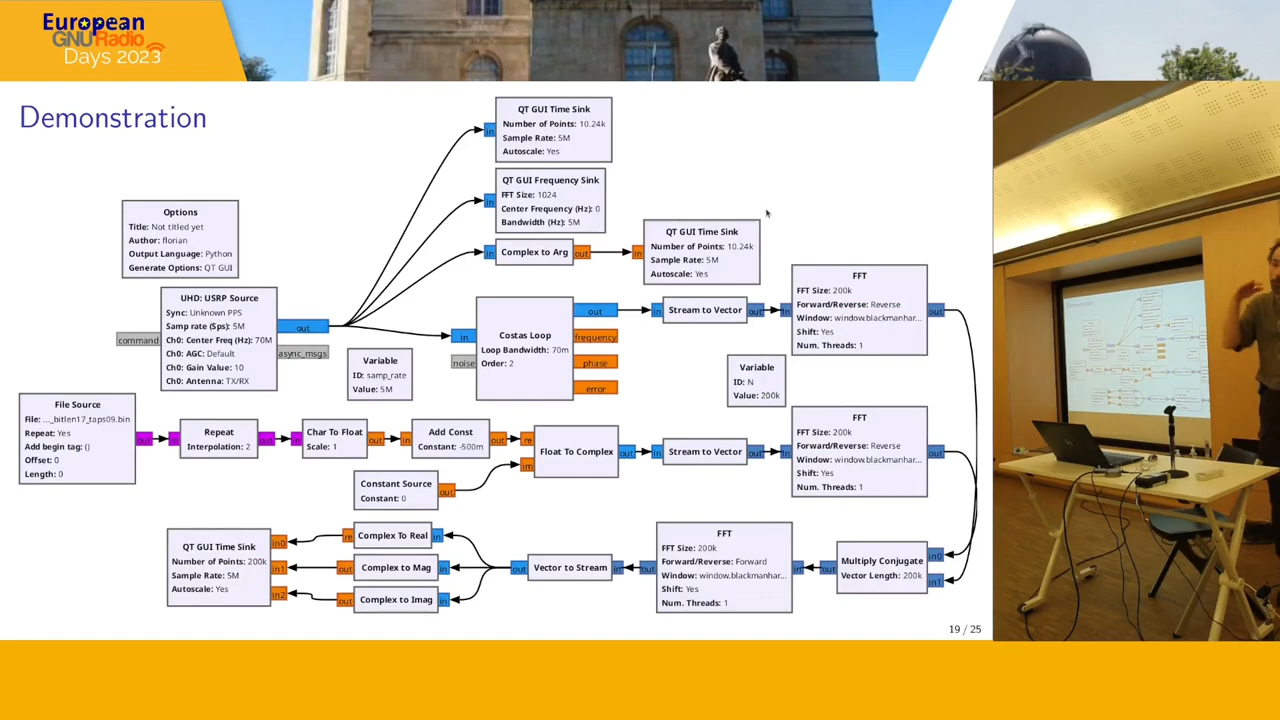 European
GNURadio
Days 2023
Demonstration
QT GUI Time Sink
Number of Points: 10.24k
Sample Rate: 5M
Autoscale: Yes
in
QT GUI Frequency Sink
FFT Size: 1024
Center Frequency (Hz): 0
Bandwidth (Hz): 5M
in
Options
Title: Not titled yet
Author: florian
Output Language: Python
Generate Options: QT GUI
in
Complex to Arg
out
in
QT GUI Time Sink
Number of Points: 10.24k
Sample Rate: 5M
Autoscale: Yes
UHD: USRP Source
Sync: Unknown PPS
Samp rate (Sps): 5M
Ch0: Center Freq (Hz): 70M
Ch0: AGC: Default
Ch0: Gain Value: 10
Ch0: Antenna: TX/RX
command
out
async_msgs
Variable
ID: samp_rate
Value: 5M
in
noise
Costas Loop
Loop Bandwidth: 70m
Order: 2
out
frequency
phase
error
in
Stream to Vector
out
in
FFT
FFT Size: 200k
Forward/Reverse: Reverse
Window: window.blackmanhar...
Shift: Yes
Num. Threads: 1
out
Variable
ID: N
Value: 200k
File Source
File: ..._bitlen17_taps09.bin
Repeat: Yes
Add begin tag: ()
Offset: 0
Length: 0
out
in
Repeat
Interpolation: 2
out
in
Char To Float
Scale: 1
out
in
Add Const
Constant: -500m
out
re
im
Float To Complex
out
in
Stream to Vector
out
in
FFT
FFT Size: 200k
Forward/Reverse: Reverse
Window: window.blackmanhar...
Shift: Yes
Num. Threads: 1
out
Constant Source
Constant: 0
out
QT GUI Time Sink
Number of Points: 200k
Sample Rate: 5M
Autoscale: Yes
in0
in1
in2
re
Complex To Real
in
out
Complex to Mag
in
out
Complex to Imag
in
out
Vector to Stream
in
out
FFT
FFT Size: 200k
Forward/Reverse: Forward
Window: window.blackmanhar...
Shift: Yes
Num. Threads: 1
in
out
Multiply Conjugate
Vector Length: 200k
in0
in1
19 / 25